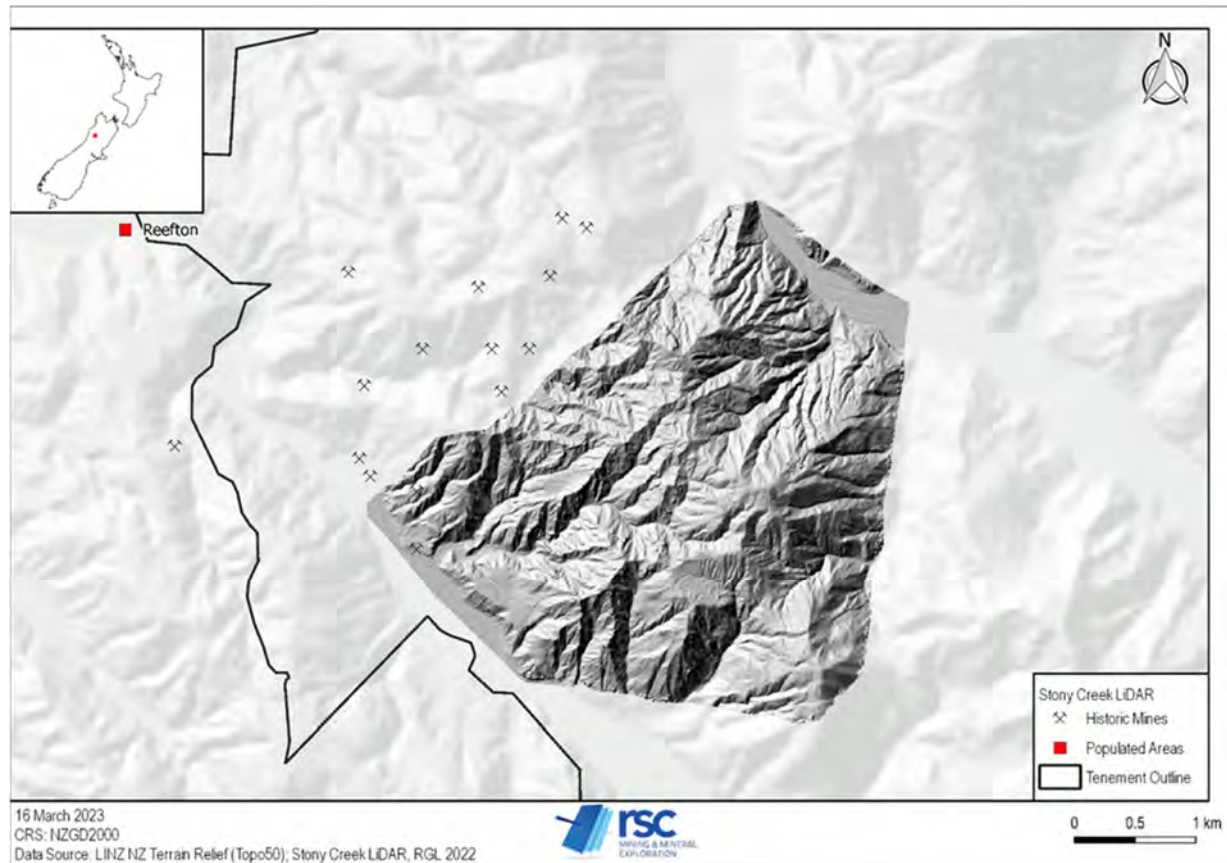 N
Reefton
Stony Creek LiDAR
Historic Mines
Populated Areas
Tenement Outline
16 March 2023
CRS: NZGD2000
Data Source: LINZ NZ Terrain Relief (Topo50); Stony Creek LiDAR, RGL 2022
rsc
MINING & MINERAL
EXPLORATION
0 0.5 1 km